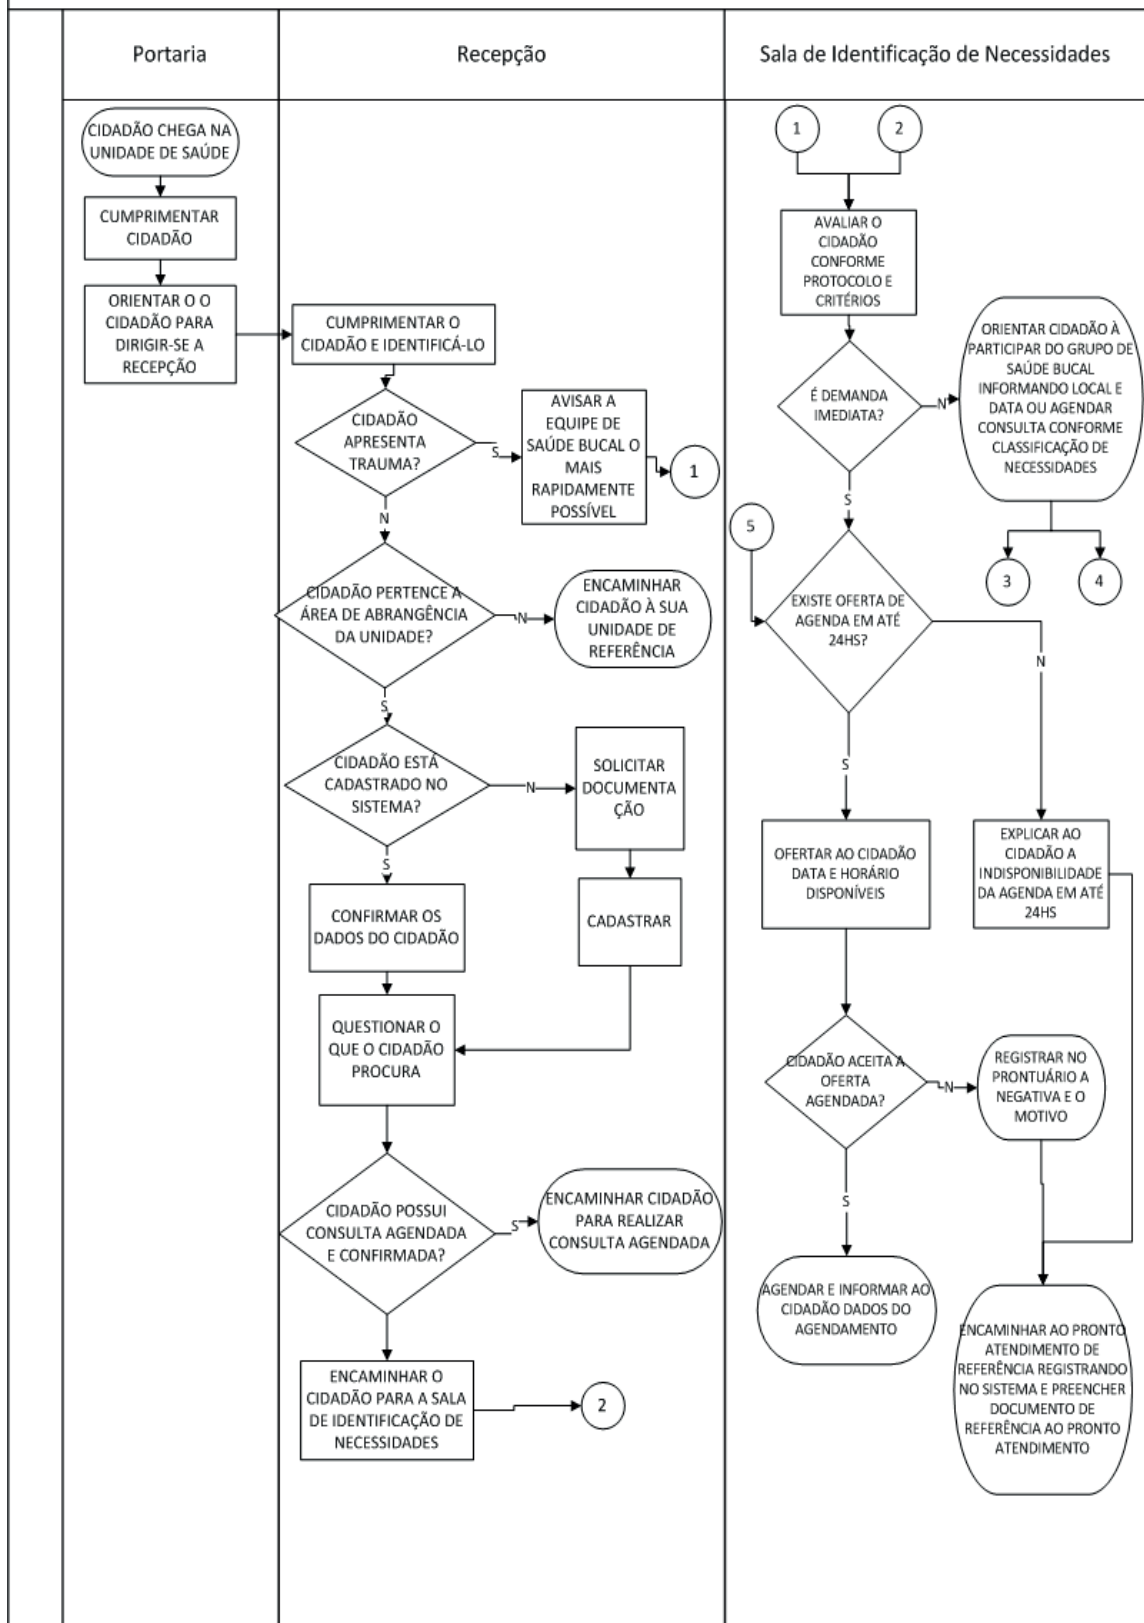 Portaria
Recepção
Sala de Identificação de Necessidades
CIDADÃO CHEGA NA
UNIDADE DE SAÚDE
CUMPRIMENTAR
CIDADÃO
ORIENTAR O O
CIDADÃO PARA
DIRIGIR-SE A
RECEPÇÃO
CUMPRIMENTAR O
CIDADÃO E IDENTIFICÁ-LO
CIDADÃO
APRESENTA
TRAUMA?
S
AVISAR A
EQUIPE DE
SAÚDE BUCAL O
MAIS
RAPIDAMENTE
POSSÍVEL
1
N
CIDADÃO PERTENCE A
ÁREA DE ABRANGÊNCIA
DA UNIDADE?
N
ENCAMINHAR
CIDADÃO À SUA
UNIDADE DE
REFERÊNCIA
S
CIDADÃO ESTÁ
CADASTRADO NO
SISTEMA?
N
SOLICITAR
DOCUMENTA
ÇÃO
S
CONFIRMAR OS
DADOS DO CIDADÃO
CADASTRAR
QUESTIONAR O
QUE O CIDADÃO
PROCURA
CIDADÃO POSSUI
CONSULTA AGENDADA
E CONFIRMADA?
S
ENCAMINHAR CIDADÃO
PARA REALIZAR
CONSULTA AGENDADA
ENCAMINHAR O
CIDADÃO PARA A SALA
DE IDENTIFICAÇÃO DE
NECESSIDADES
2
1
2
AVALIAR O
CIDADÃO
CONFORME
PROTOCOLO E
CRITÉRIOS
É DEMANDA
IMEDIATA?
N
ORIENTAR CIDADÃO À
PARTICIPAR DO GRUPO DE
SAÚDE BUCAL
INFORMANDO LOCAL E
DATA OU AGENDAR
CONSULTA CONFORME
CLASSIFICAÇÃO DE
NECESSIDADES
3
4
S
5
EXISTE OFERTA DE
AGENDA EM ATÉ
24HS?
N
S
OFERTAR AO CIDADÃO
DATA E HORÁRIO
DISPONÍVEIS
EXPLICAR AO
CIDADÃO A
INDISPONIBILIDADE
DA AGENDA EM ATÉ
24HS
CIDADÃO ACEITA A
OFERTA
AGENDADA?
N
REGISTRAR NO
PRONTUÁRIO A
NEGATIVA E O
MOTIVO
S
AGENDAR E INFORMAR AO
CIDADÃO DADOS DO
AGENDAMENTO
ENCAMINHAR AO PRONTO
ATENDIMENTO DE
REFERÊNCIA REGISTRANDO
NO SISTEMA E PREENCHER
DOCUMENTO DE
REFERÊNCIA AO PRONTO
ATENDIMENTO